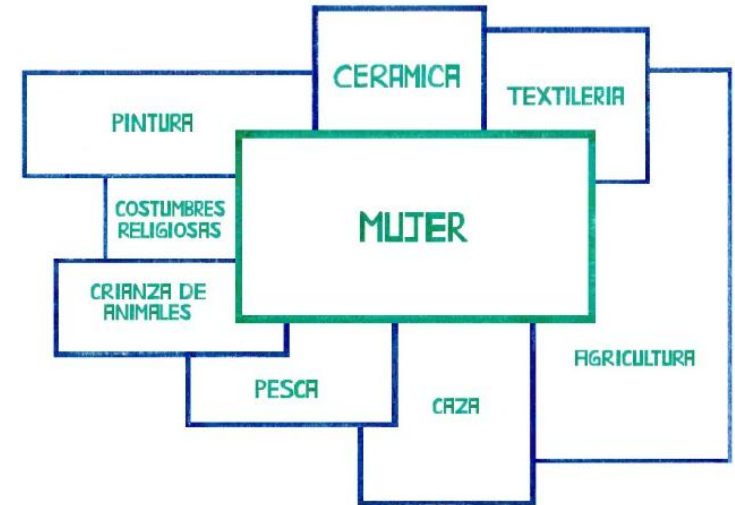 CERAMICA
TEXTILERIA
PINTURA
COSTUMBRES
RELIGIOSAS
MUJER
CRIANZA DE
ANIMALES
AGRICULTURA
PESCA
CAZA